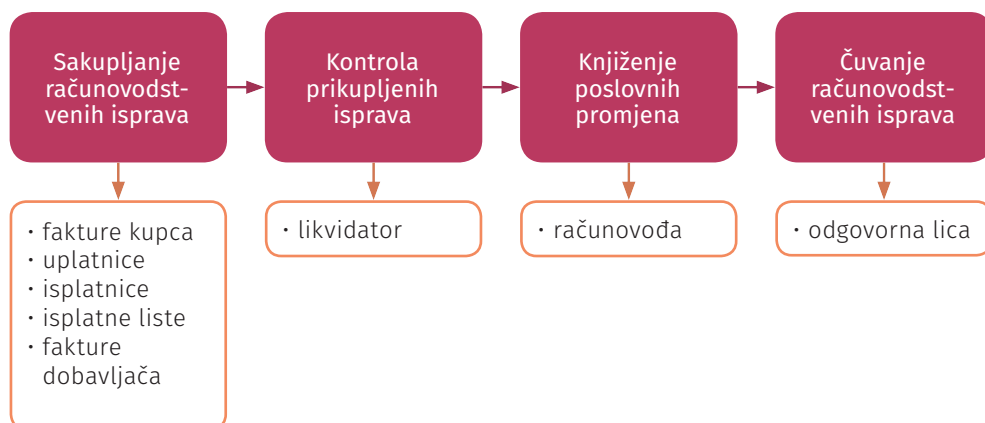 Sakupljanje
računovodst-
venih isprava
Kontrola
prikupljenih
isprava
Knjiženje
poslovnih
promjena
Čuvanje
računovodst-
venih isprava
· fakture kupca
· uplatnice
· isplatnice
· isplatne liste
· fakture
dobavljača
· likvidator
· računovođa
· odgovorna lica